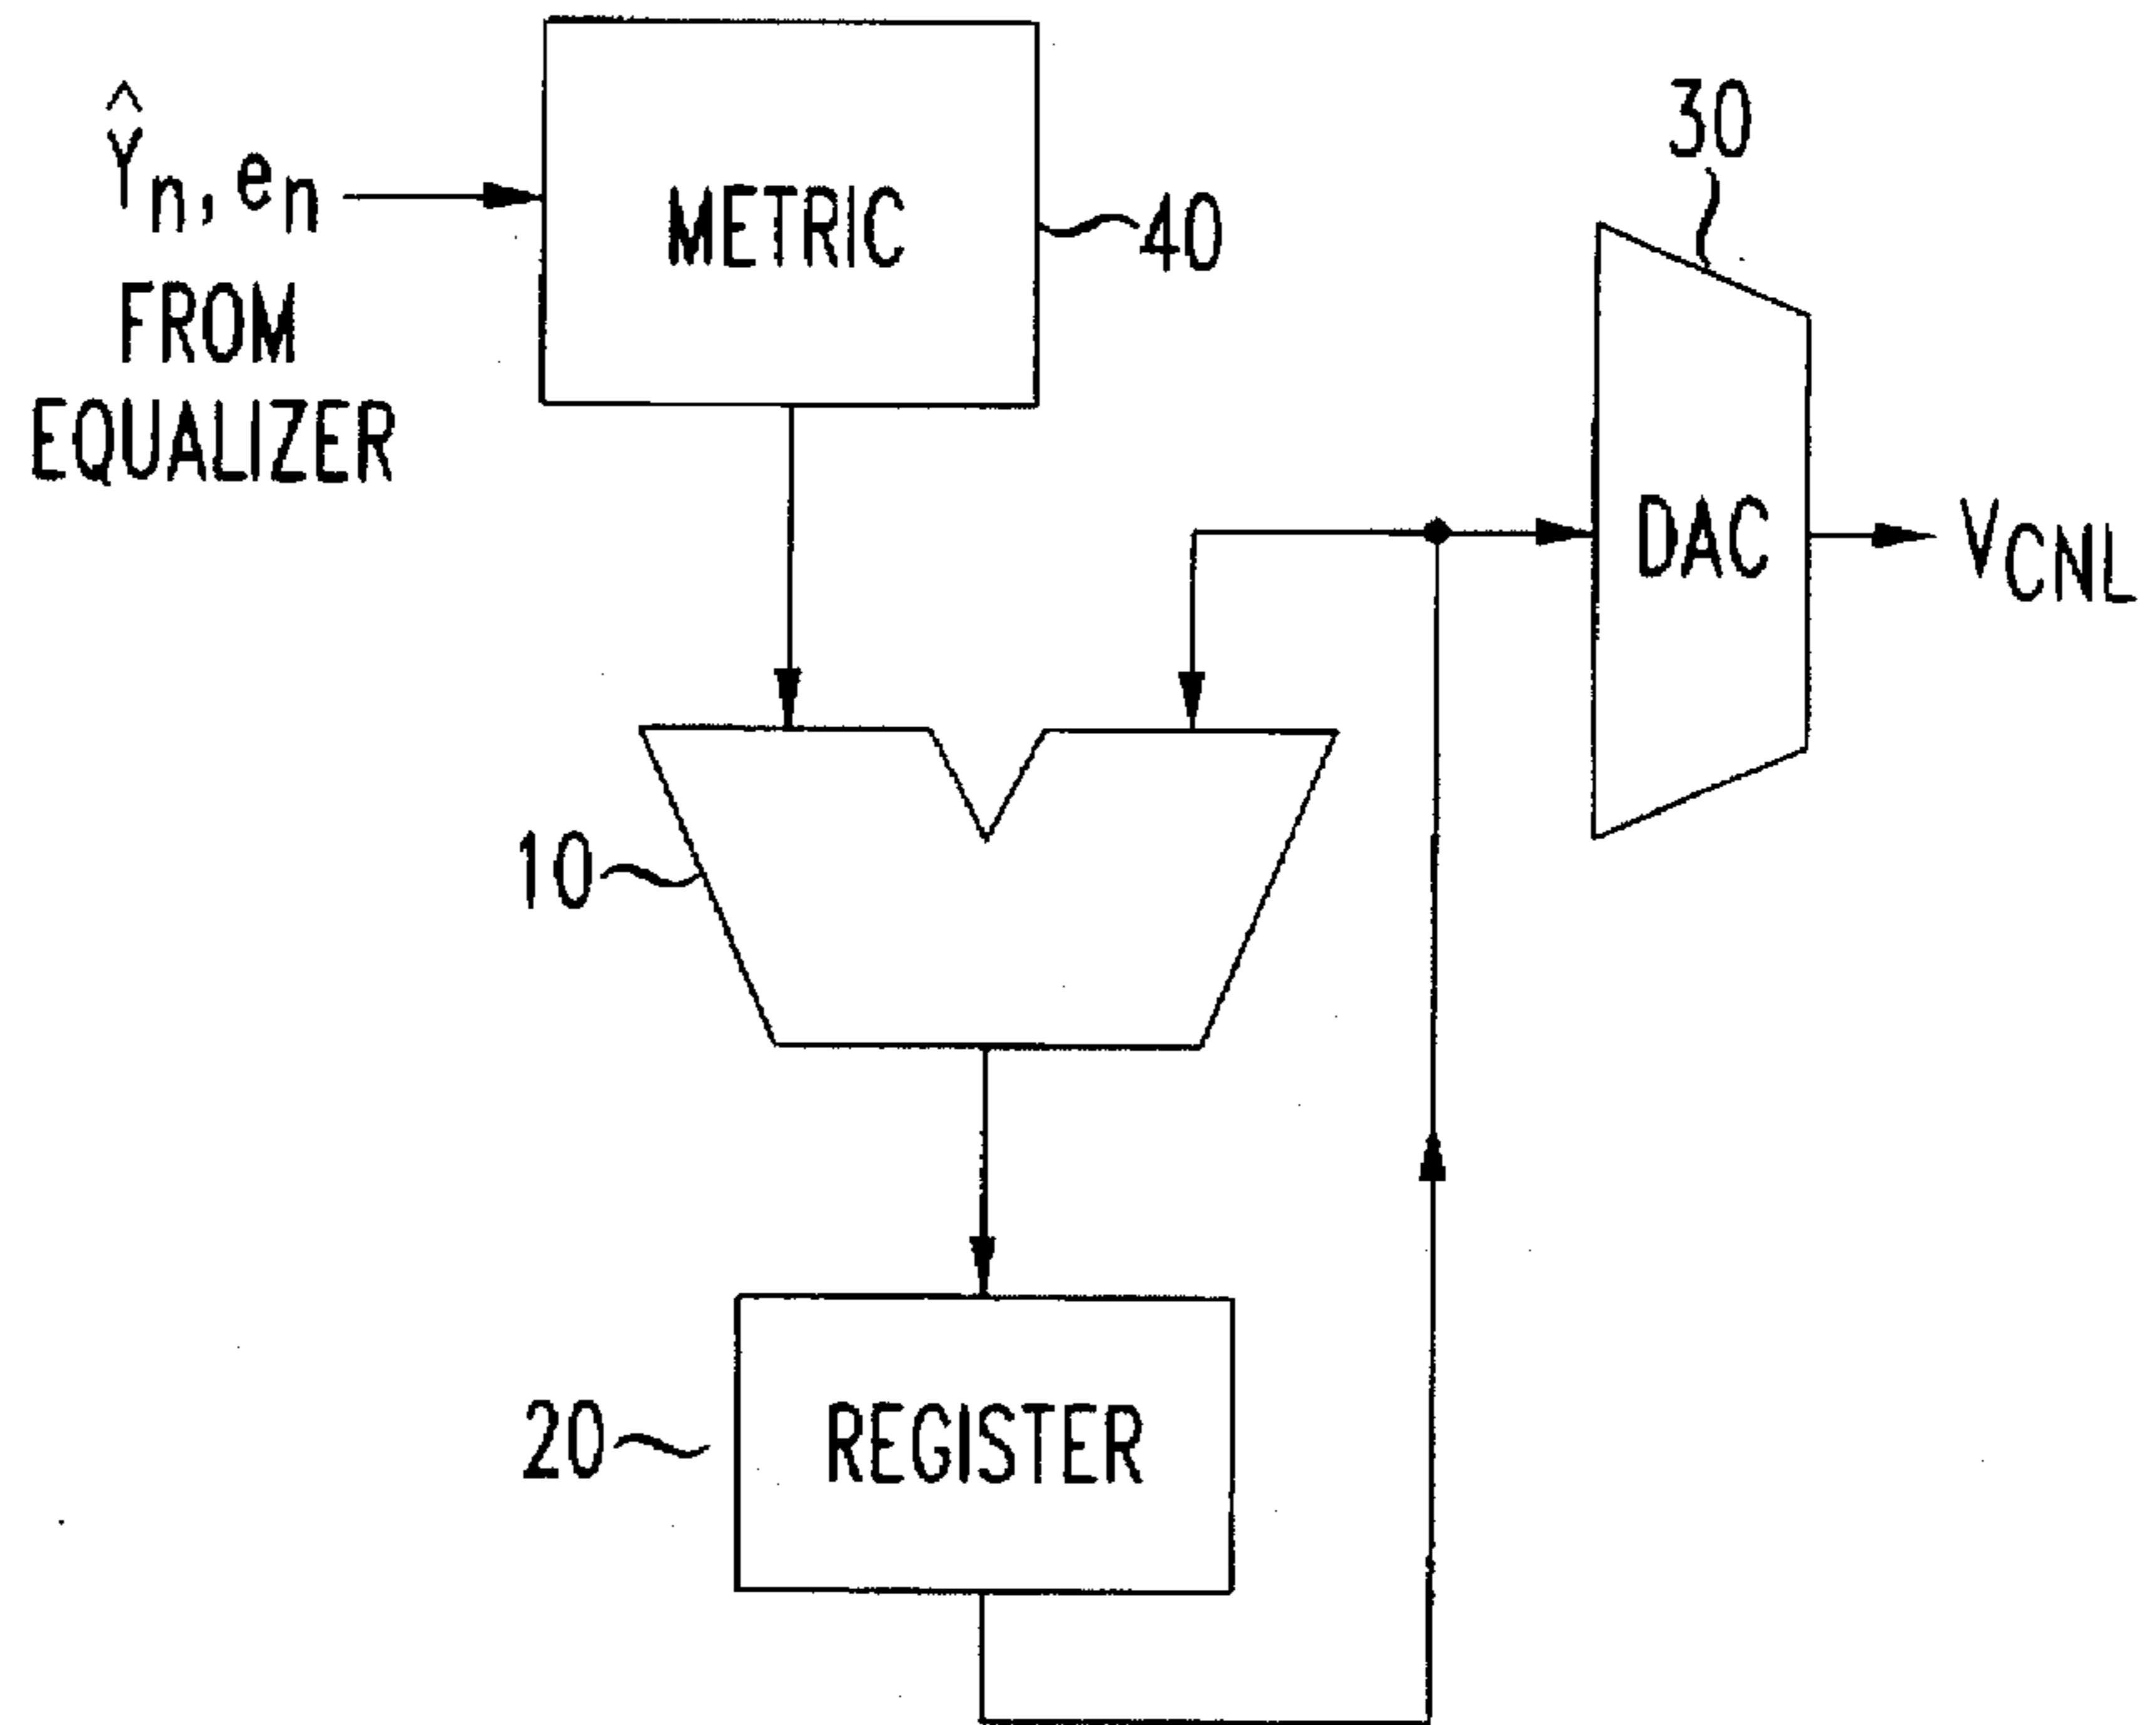 Ŷn, en
FROM
EQUALIZER
METRIC
40
30
DAC
VCNL
10
20
REGISTER